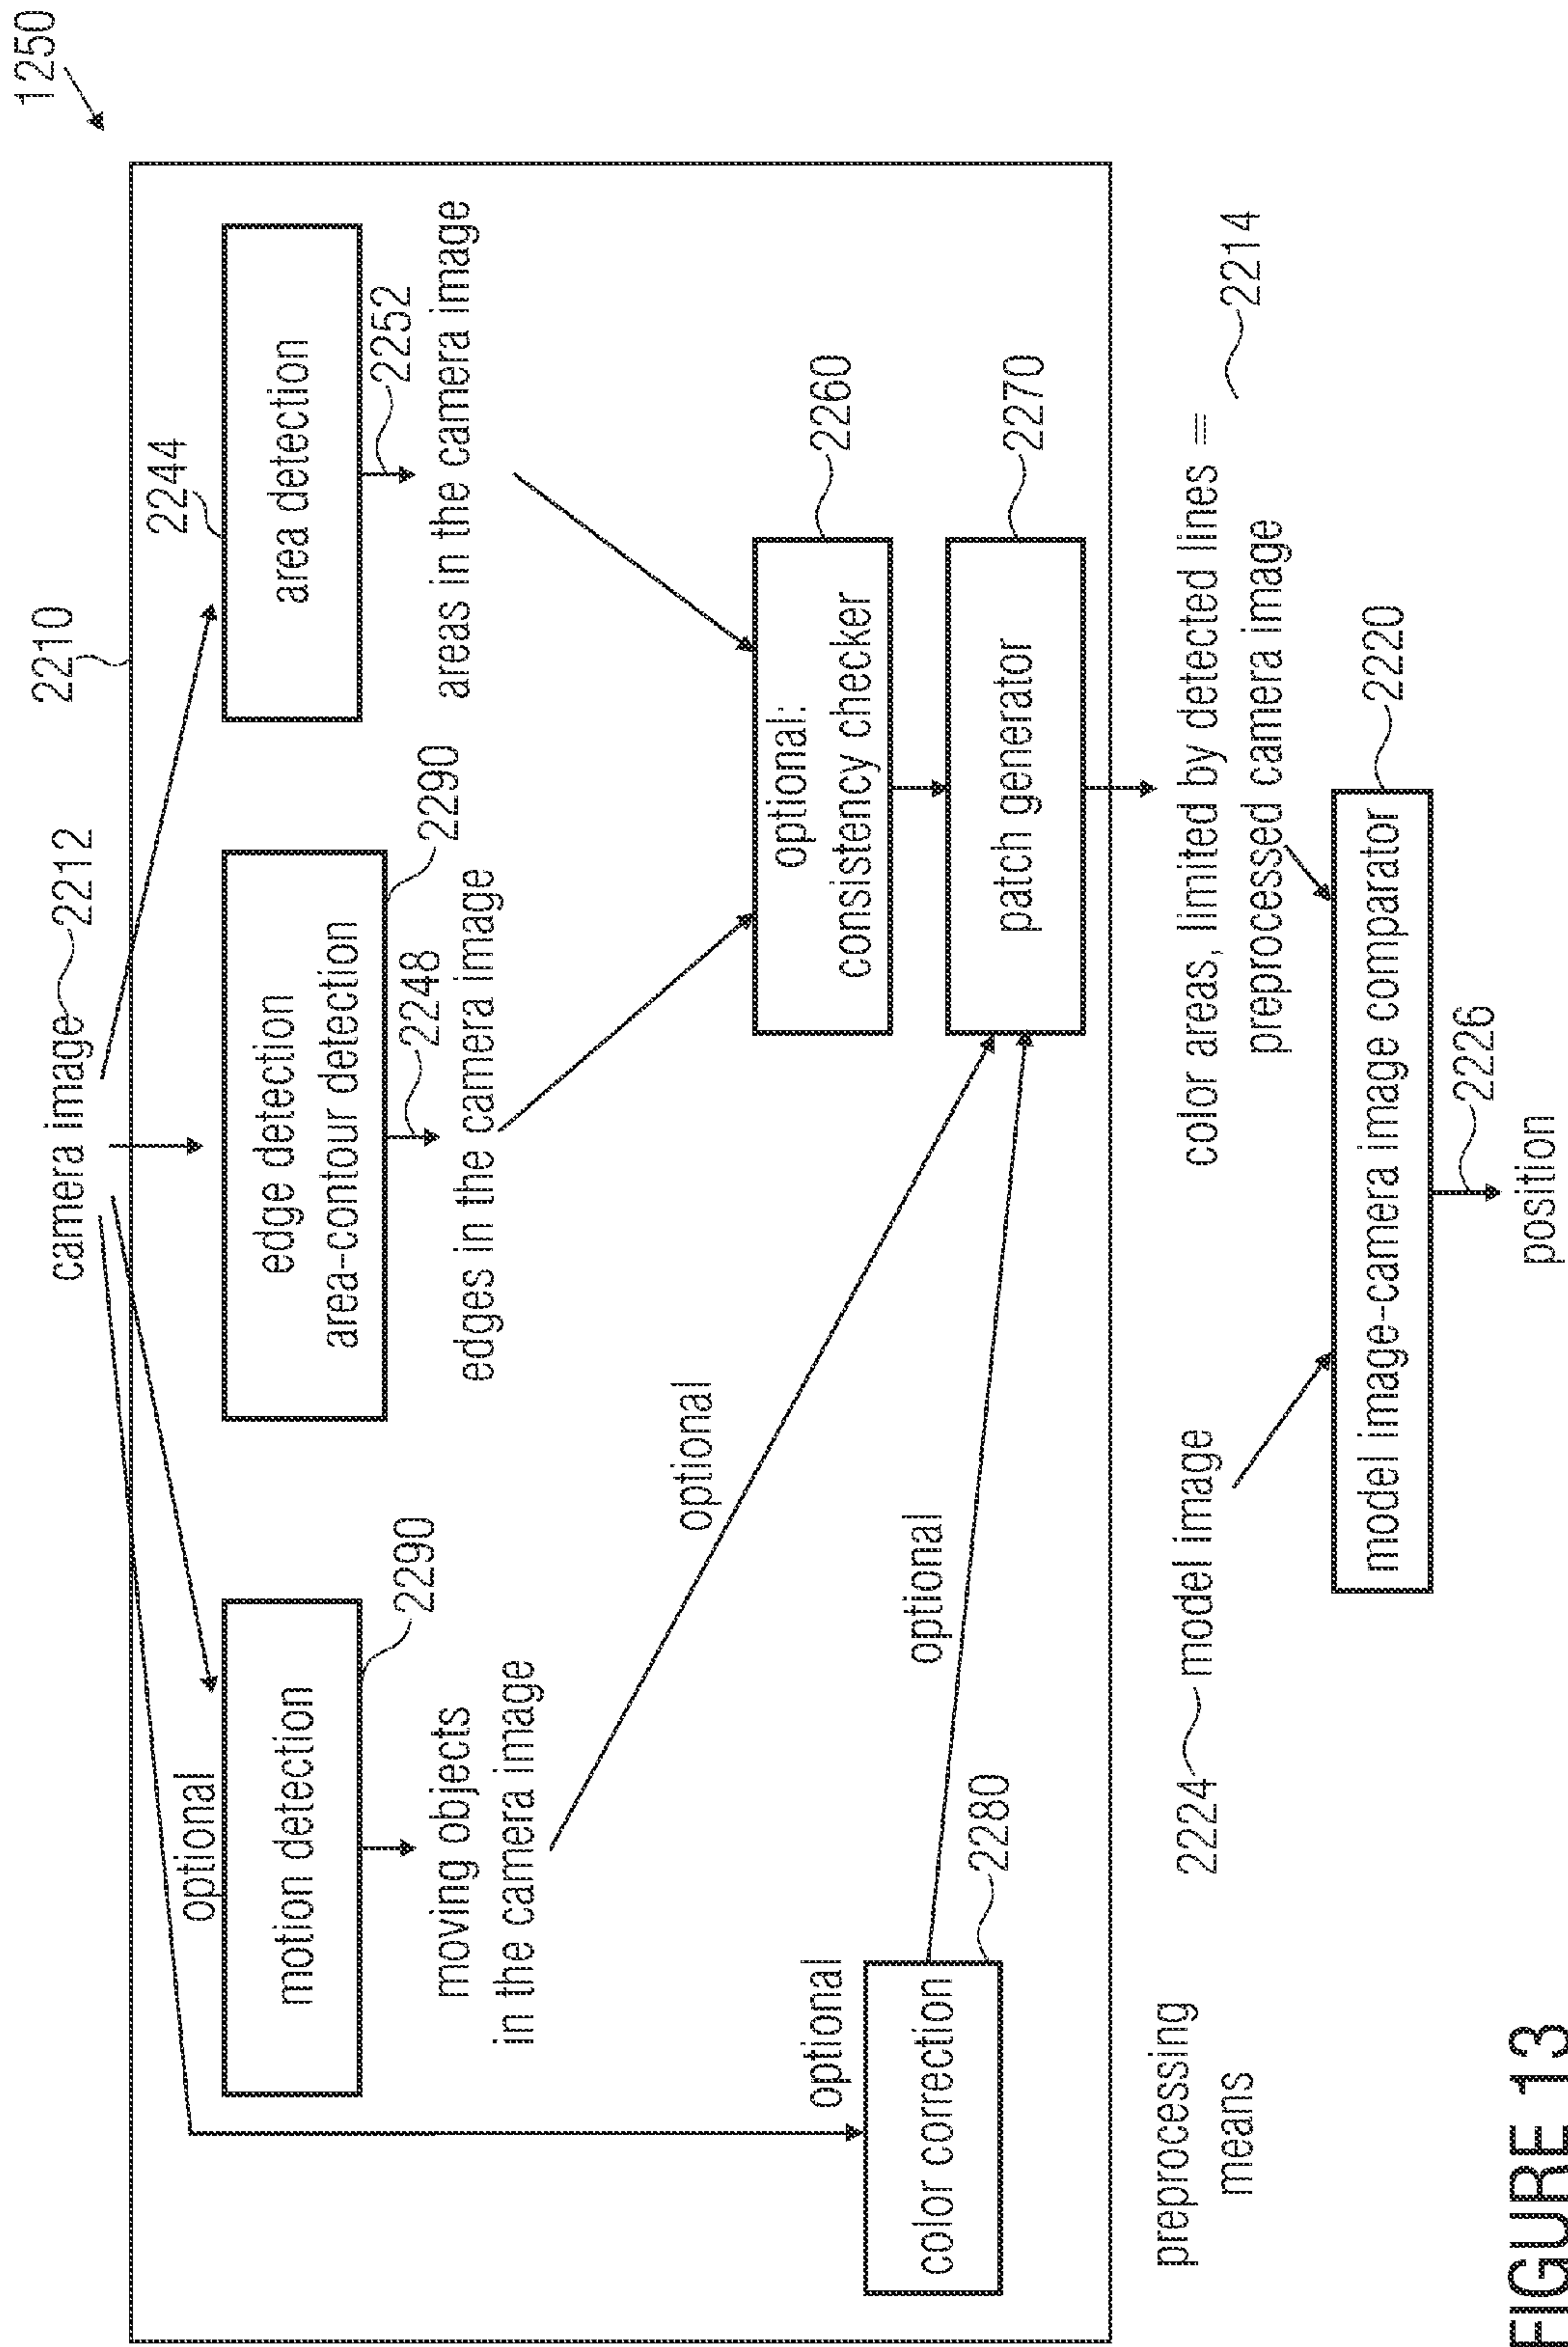 1250
camera image 2212
2210
optional
motion detection
2290
moving objects
in the camera image
edge detection
area-contour detection
2290
2248
edges in the camera image
2244
area detection
2252
areas in the camera image
optional
optional
optional
color correction
2280
optional:
consistency checker
2260
patch generator
2270
preprocessing
means
color areas, limited by detected lines =
preprocessed camera image
2214
2224 model image
model image-camera image comparator
2220
2226
position
FIGURE 13